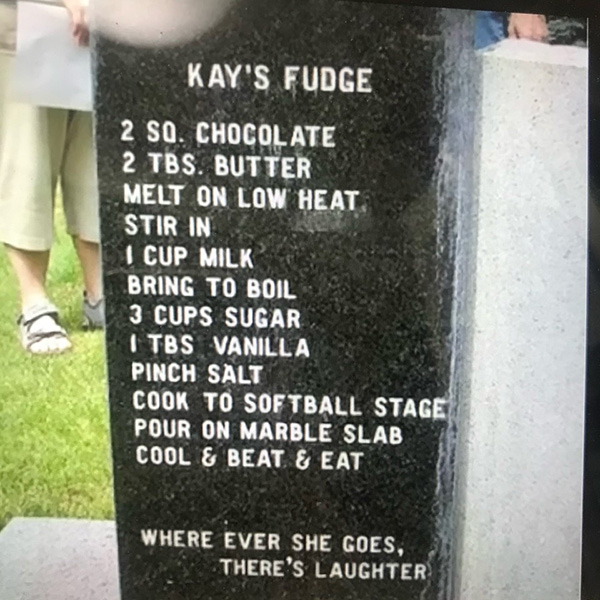 KAY'S FUDGE
2 SQ. CHOCOLATE
2 TBS. BUTTER
MELT ON LOW HEAT.
STIR IN
1 CUP MILK
BRING TO BOIL
3 CUPS SUGAR
1 TBS VANILLA
PINCH SALT
COOK TO SOFTBALL STAGE
POUR ON MARBLE SLAB
COOL & BEAT & EAT
WHERE EVER SHE GOES,
THERE'S LAUGHTER